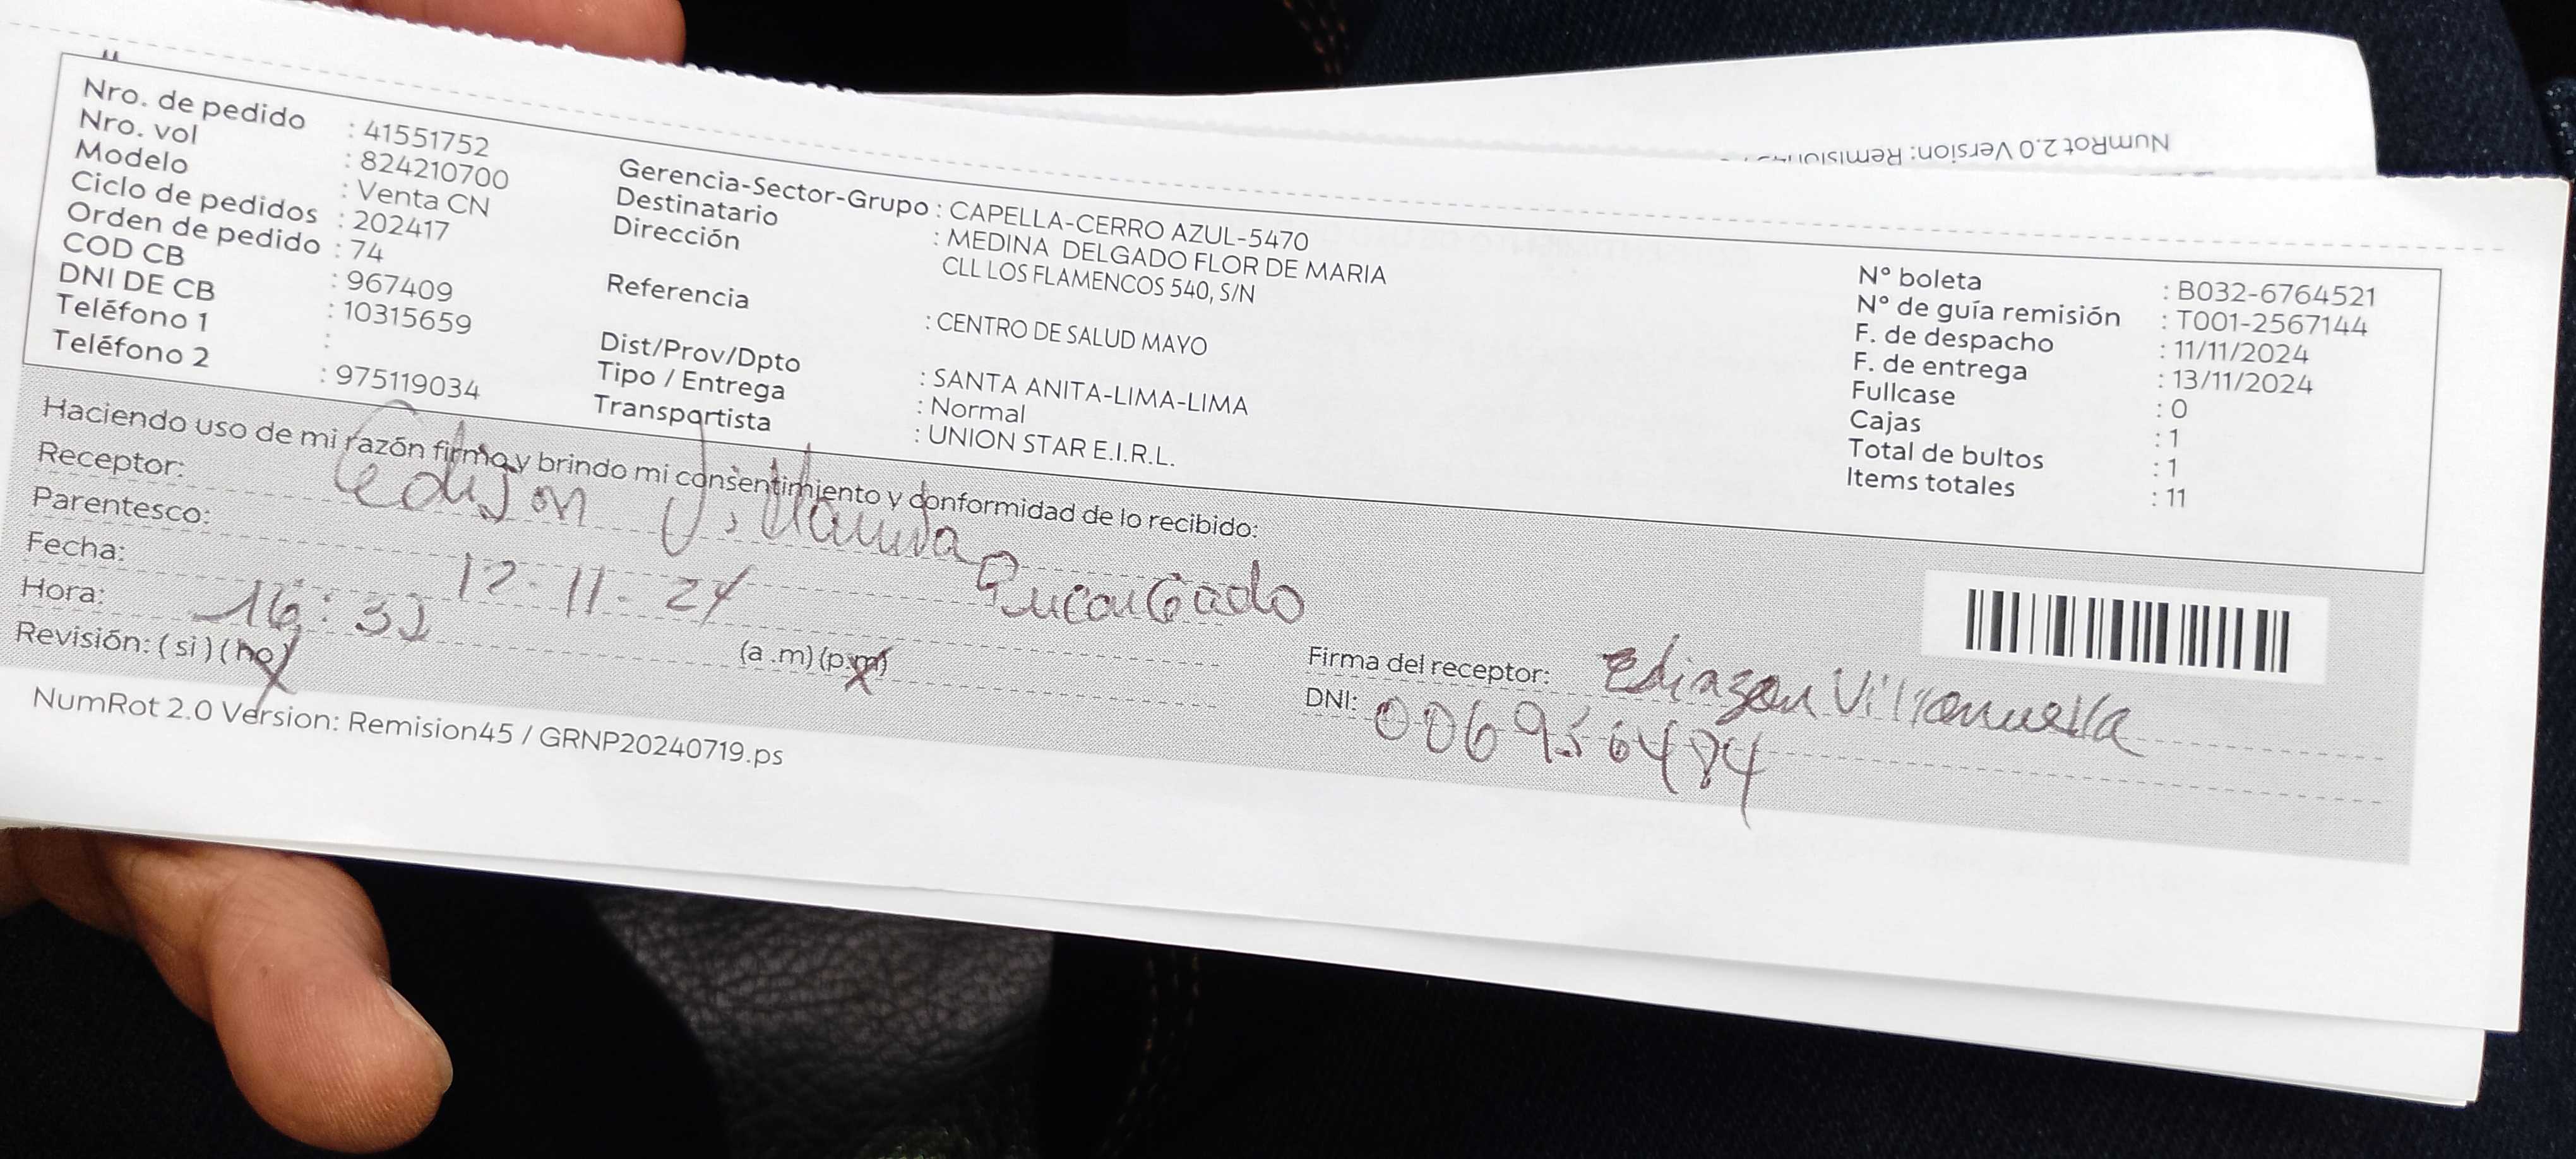 Nro. de pedido : 41551752
Nro. vol : 824210700
Modelo : Venta CN
Ciclo de pedidos : 202417
Orden de pedido : 74
COD CB : 967409
DNI DE CB : 10315659
Teléfono 1 :
Teléfono 2 : 975119034
Gerencia-Sector-Grupo : CAPELLA-CERRO AZUL-5470
Destinatario : MEDINA DELGADO FLOR DE MARIA
Dirección CLL LOS FLAMENCOS 540, S/N
Referencia : CENTRO DE SALUD MAYO
Dist/Prov/Dpto : SANTA ANITA-LIMA-LIMA
Tipo / Entrega : Normal
Transportista : UNION STAR E.I.R.L.
N° boleta : B032-6764521
N° de guía remisión : T001-2567144
F. de despacho : 11/11/2024
F. de entrega : 13/11/2024
Fullcase : 0
Cajas : 1
Total de bultos : 1
Items totales : 11
Haciendo uso de mi razón firmo y brindo mi consentimiento y conformidad de lo recibido:
Receptor:
Parentesco:
Fecha: 12-11-24
Hora: 16:32 (a .m) (p.m)
Revisión: ( si ) (no)
Firma del receptor:
DNI: 006956484
NumRot 2.0 Version: Remision45 / GRNP20240719.ps
NumRot 2.0 Version: